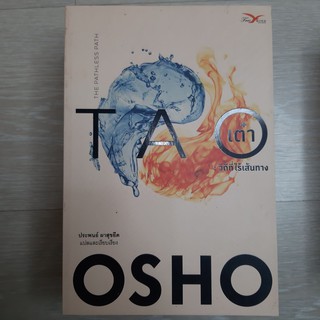 THE PATHLESS PATH
TAO
เต๋า
วิถีที่ไร้เส้นทาง
ประพนธ์ ผาสุขยืด
แปลและเรียบเรียง
OSHO